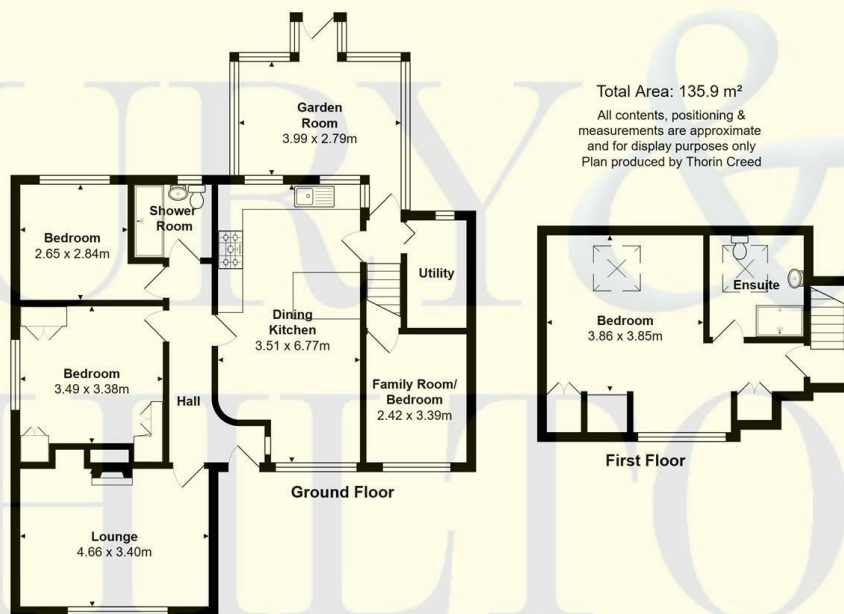 Garden
Room
3.99 x 2.79m
Total Area: 135.9 m²
All contents, positioning &
measurements are approximate
and for display purposes only
Plan produced by Thorin Creed
Bedroom
2.65 x 2.84m
Shower
Room
Utility
Dining
Kitchen
3.51 x 6.77m
Bedroom
3.49 x 3.38m
Hall
Family Room/
Bedroom
2.42 x 3.39m
Lounge
4.66 x 3.40m
Ground Floor
Ensuite
Bedroom
3.86 x 3.85m
First Floor
URY &
HILTO